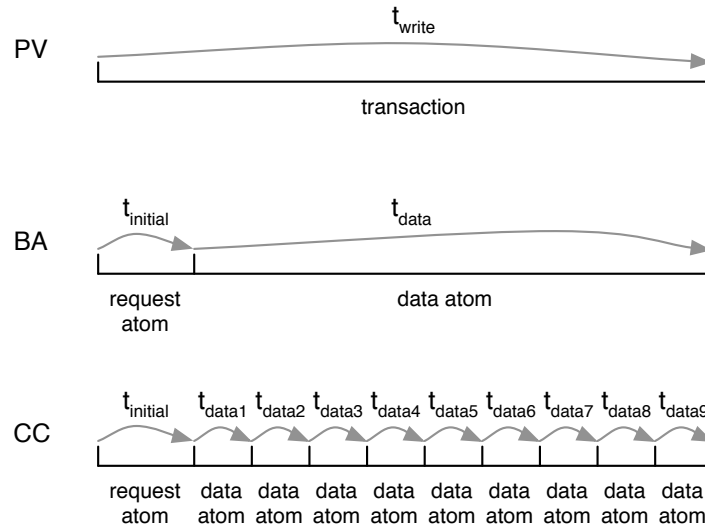 t_write
PV
transaction
t_initial t_data
BA
request data atom
atom
t_initial t_data1 t_data2 t_data3 t_data4 t_data5 t_data6 t_data7 t_data8 t_data9
CC
request data data data data data data data data data
atom atom atom atom atom atom atom atom atom atom